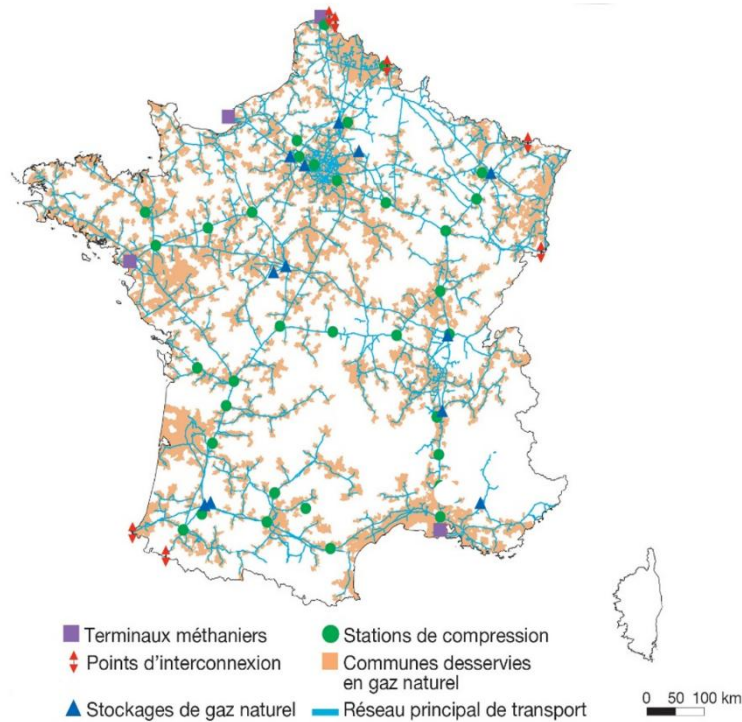 Terminaux méthaniers
Stations de compression
Points d'interconnexion
Communes desservies
en gaz naturel
Stockages de gaz naturel
Réseau principal de transport
0 50 100 km